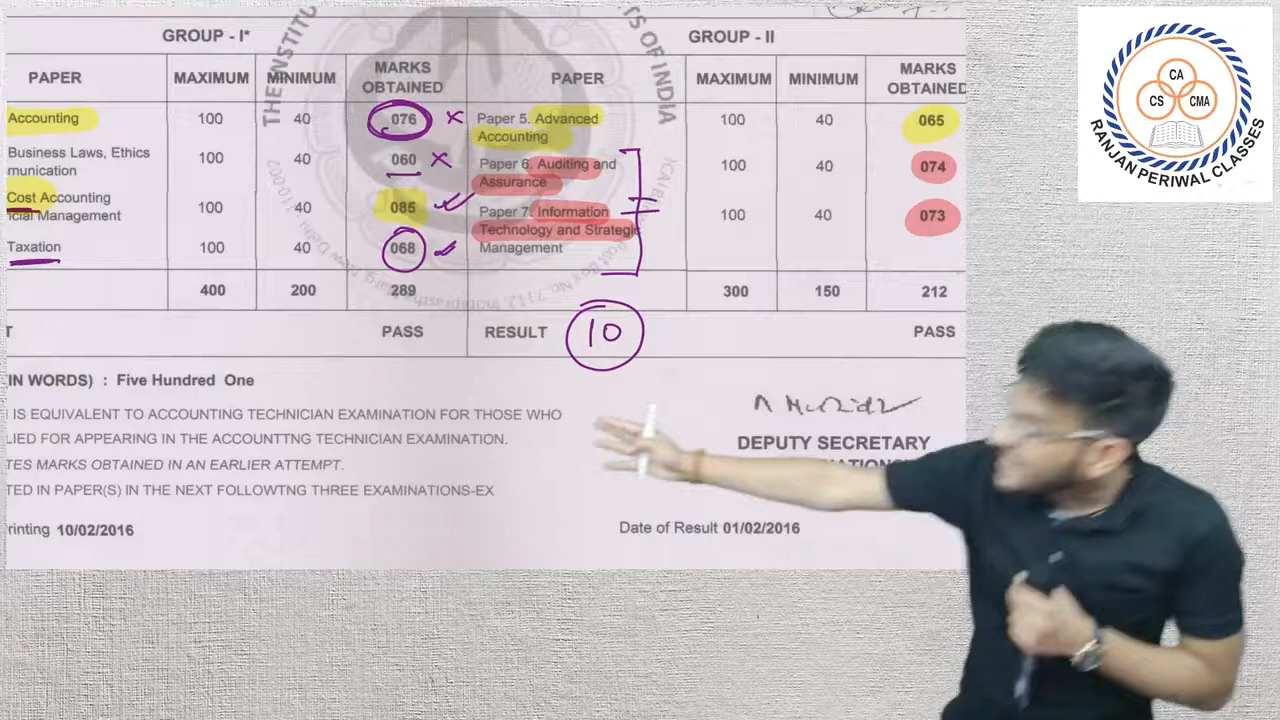 GROUP - I* GROUP - II
PAPER MAXIMUM MINIMUM MARKS OBTAINED PAPER MAXIMUM MINIMUM MARKS OBTAINED
Accounting 100 40 076 x Paper 5. Advanced Accounting 100 40 065
Business Laws, Ethics
munication 100 40 060 x Paper 6. Auditing and Assurance 100 40 074
Cost Accounting
icial Management 100 40 085 Paper 7. Information Technology and Strategic Management 100 40 073
Taxation 100 40 068
400 200 289 300 150 212
T PASS RESULT 10 PASS
IN WORDS) : Five Hundred One
IS EQUIVALENT TO ACCOUNTING TECHNICIAN EXAMINATION FOR THOSE WHO
LIED FOR APPEARING IN THE ACCOUNTTNG TECHNICIAN EXAMINATION.
TES MARKS OBTAINED IN AN EARLIER ATTEMPT.
TED IN PAPER(S) IN THE NEXT FOLLOWTNG THREE EXAMINATIONS-EX
DEPUTY SECRETARY
rinting 10/02/2016 Date of Result 01/02/2016
CA
CS CMA
RANJAN PERIWAL CLASSES
OF INDIA